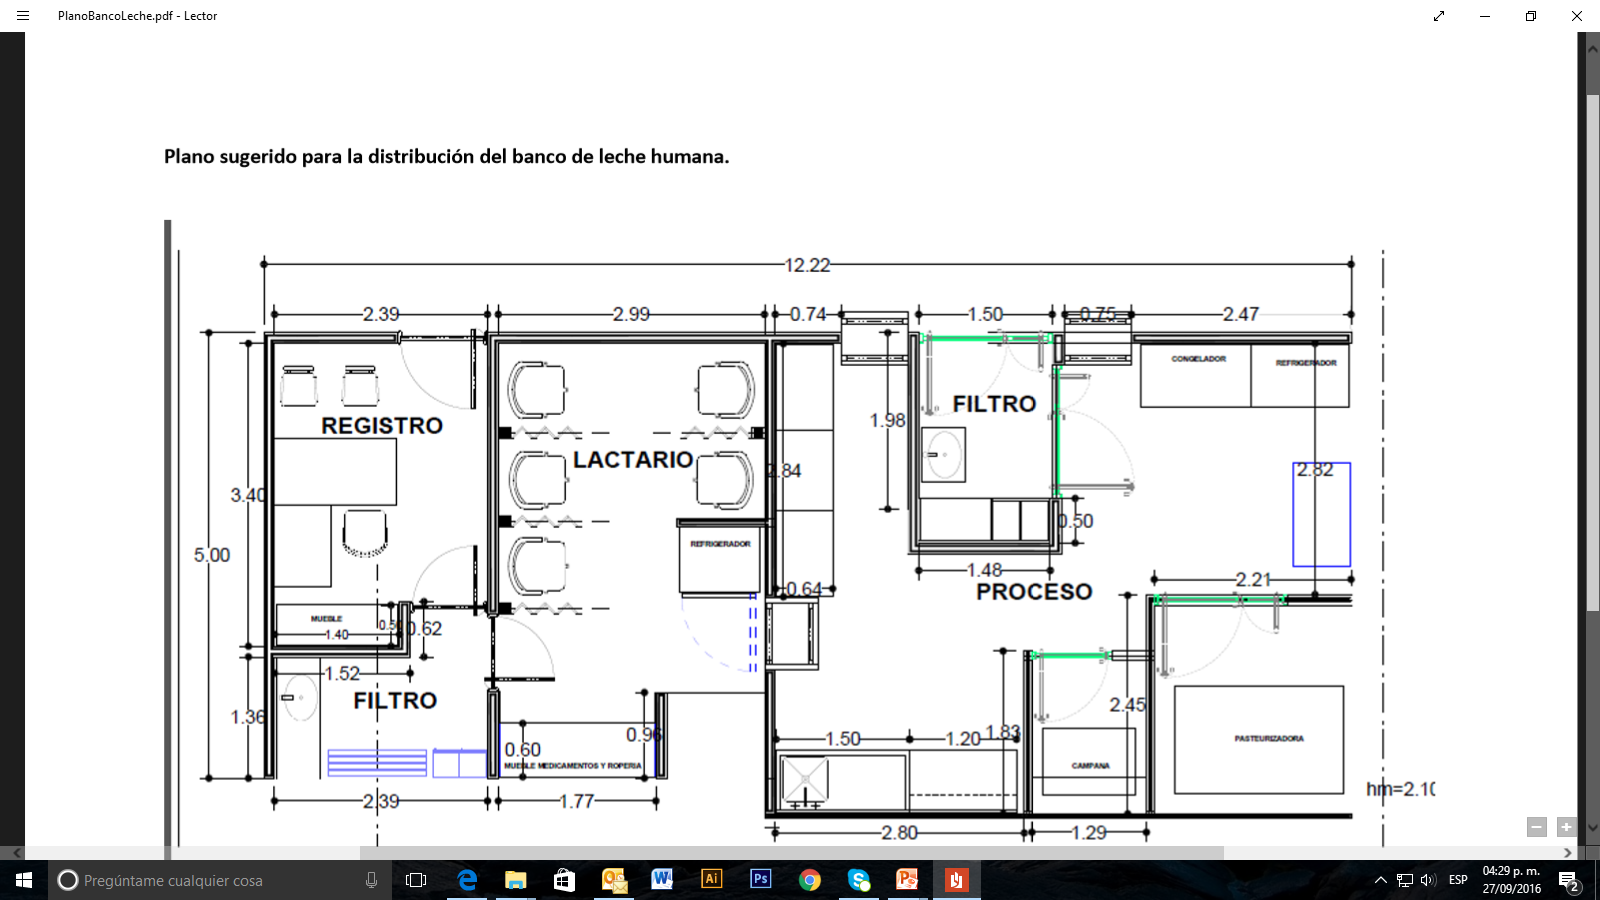 PlanoBancoLeche.pdf - Lector
Plano sugerido para la distribución del banco de leche humana.
12.22
2.39
2.99
0.74
1.50
0.75
2.47
CONGELADOR
REFRIGERADOR
FILTRO
REGISTRO
1.98
LACTARIO
2.84
2.82
3.40
0.50
REFRIGERADOR
5.00
1.48
2.21
0.64
PROCESO
MUEBLE
1.40
0.62
1.52
FILTRO
2.45
1.36
0.96
1.50
1.20
1.83
PASTEURIZADORA
0.60
MUEBLE MEDICAMENTOS Y ROPERIA
CAMPANA
hm=2.10
2.39
1.77
2.80
1.29
Pregúntame cualquier cosa
ESP
04:29 p. m.
27/09/2016
2